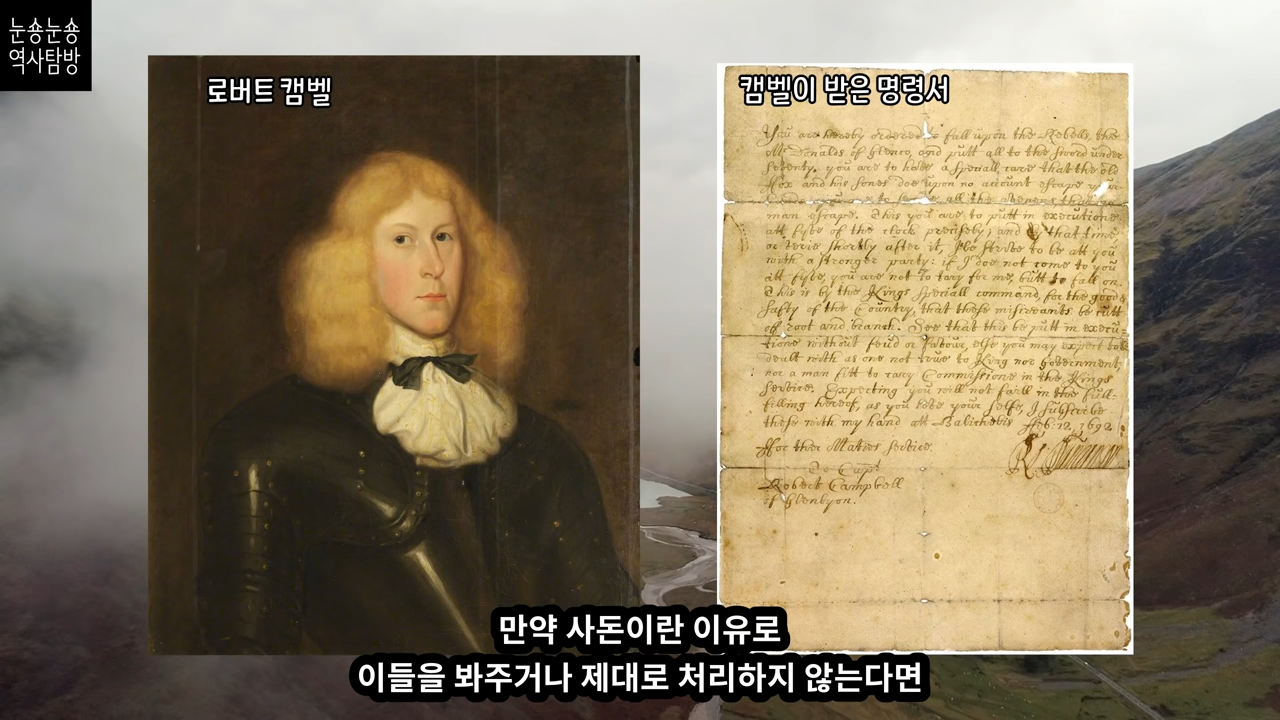 눈숑눈숑
역사탐방
로버트 캠벨
캠벨이 받은 명령서
You are hereby ordered to fall upon the Rebells, the
McDonalds of Glenco, and putt all to the sword under
seventy. you are to have a speciall care that the old
Fox and his sones doe upon no account escape your
all the avenues that no
man escape. This you are to putt in executione
att fyve of the clock precisely; and by that time,
or verie shortly after it, I'le strive to be att you
with a stronger party: if I doe not come to you
att fyve, you are not to tary for me, butt to fall on.
This is by the Kings speciall command, for the good &
safty of the Country, that these miscreants be cutt
off root and branch. See that this be putt in execu-
tione without feud or favour, else you may expect to be
dealt with as one not true to King nor Government,
nor a man fitt to cary Commissione in the Kings
service. Expecting you will not faill in the full-
filling hereof, as you love your selfe, I subscribe
these with my hand att Balicholis Feb: 12, 1692
For ther Maties service
To Capt
Robert Campbell
of Glenlyon.
만약 사돈이란 이유로
이들을 봐주거나 제대로 처리하지 않는다면